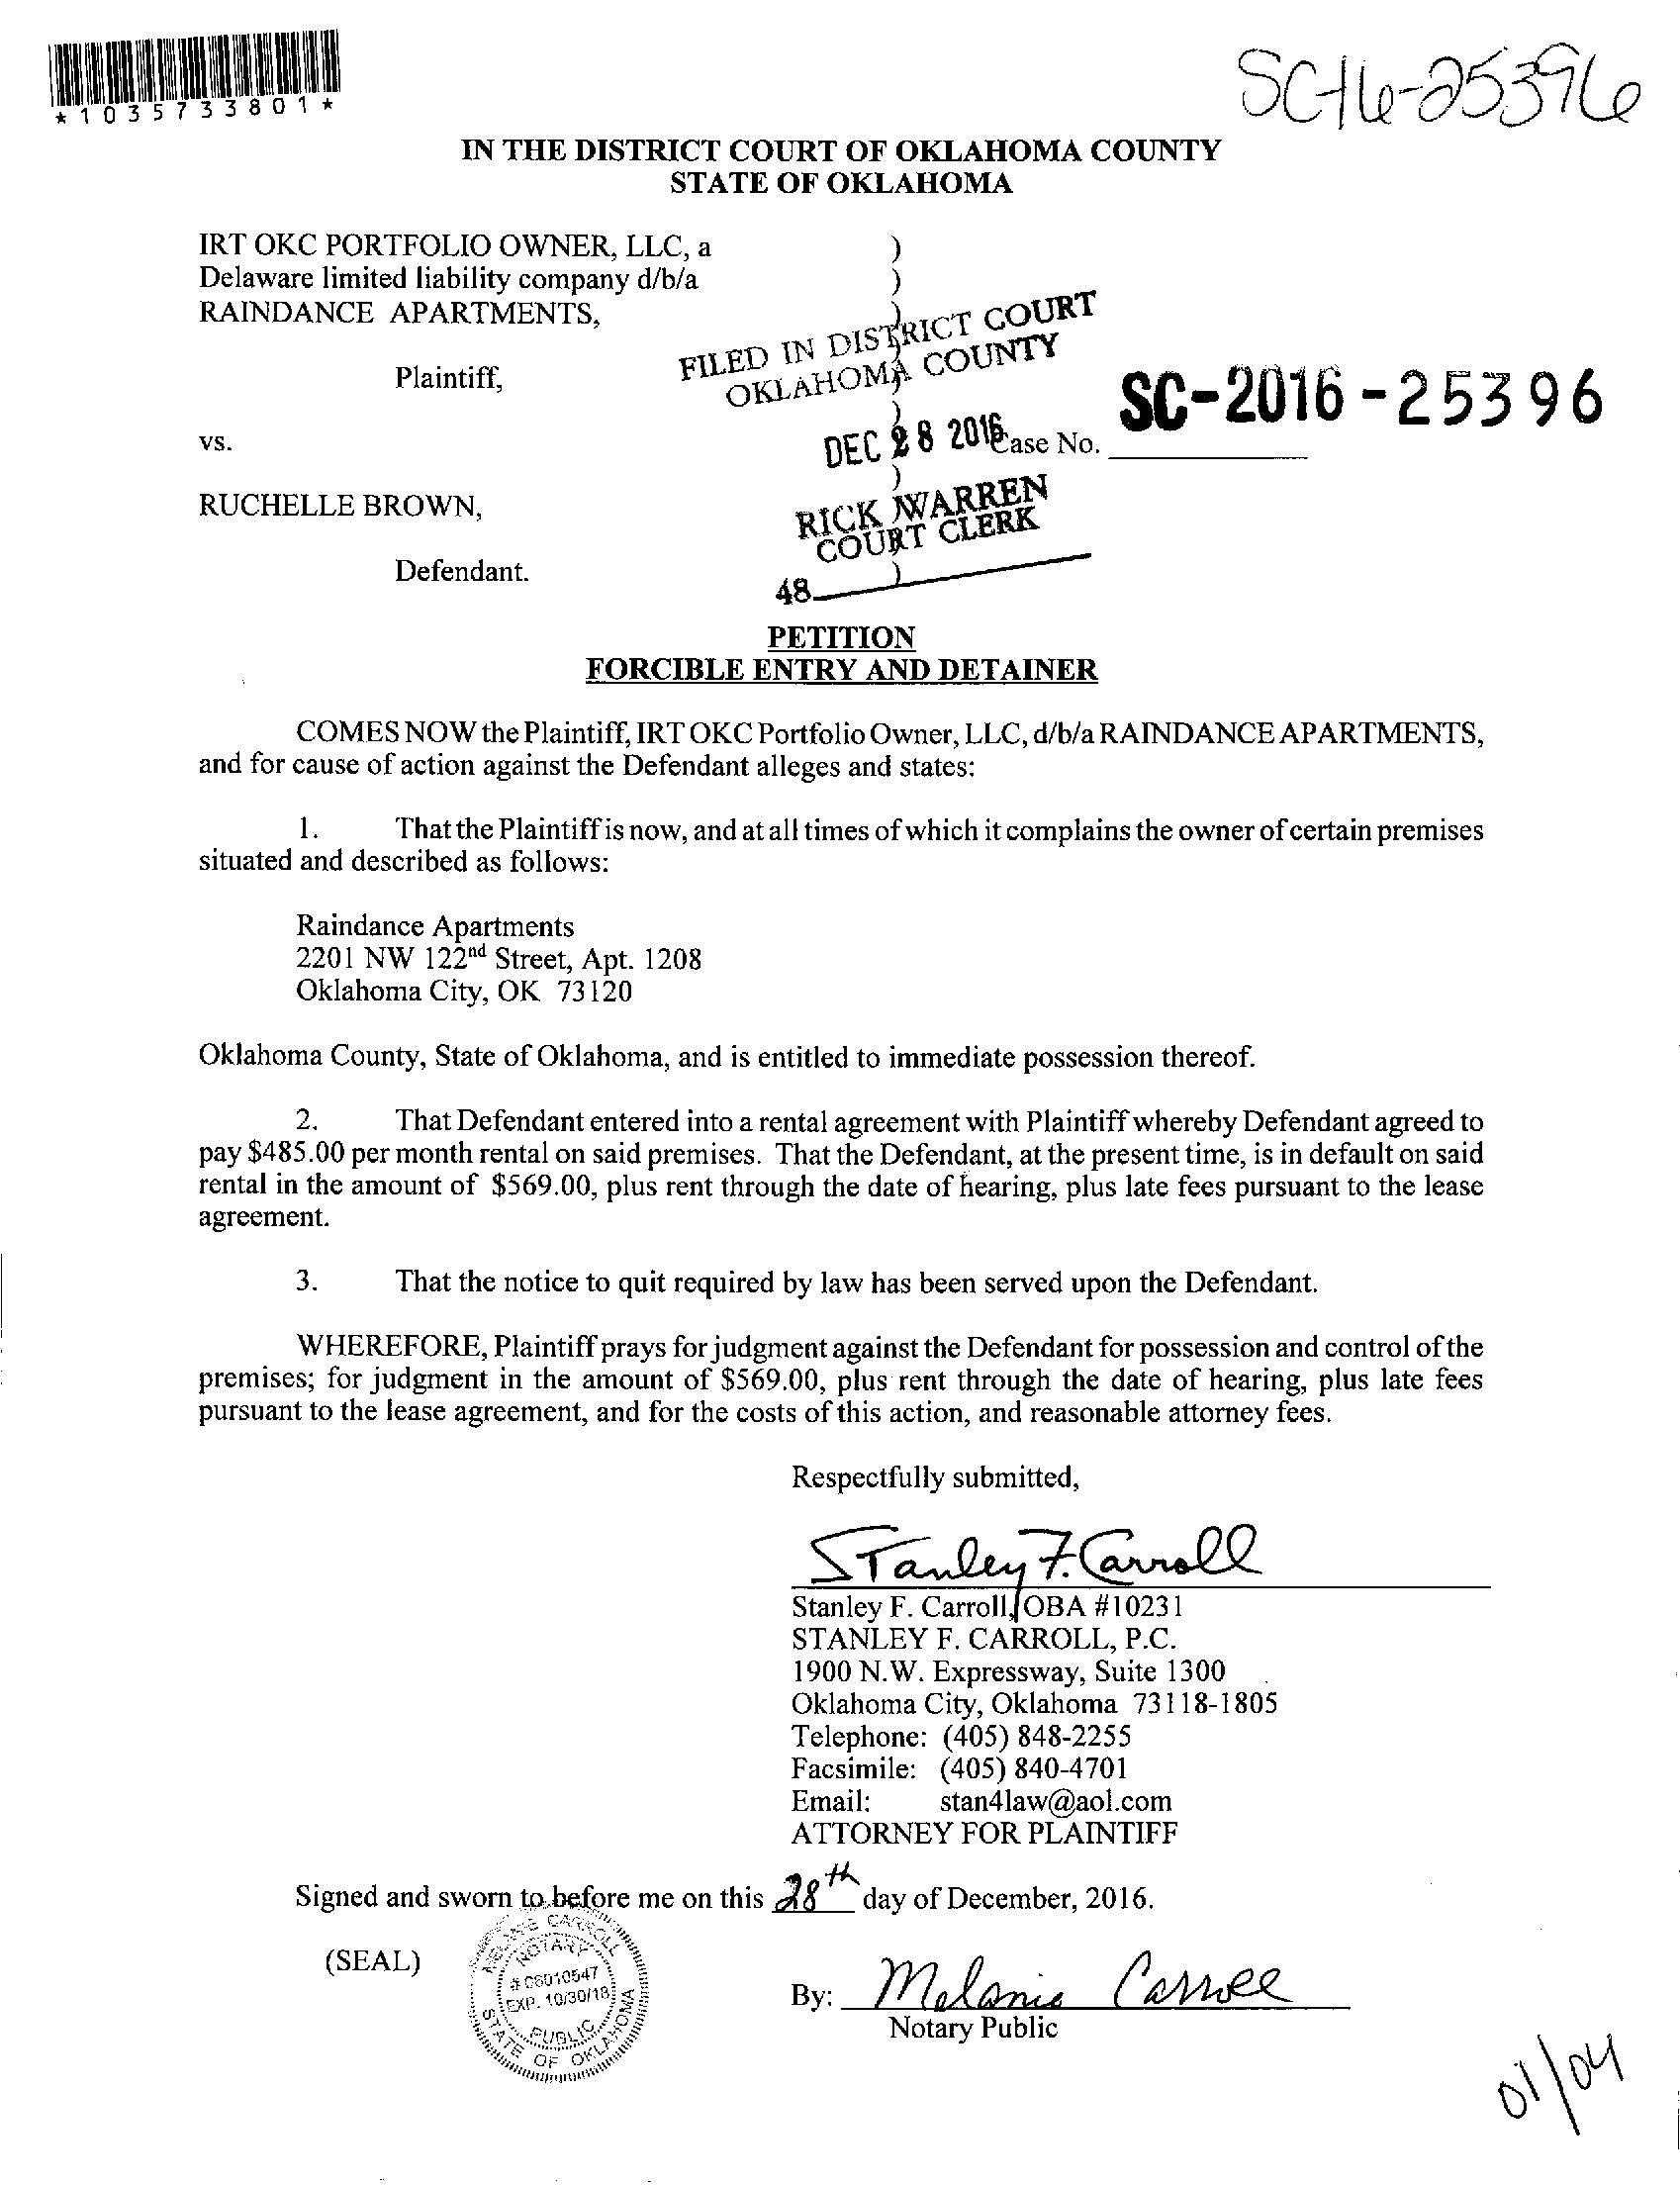 *1035733801*
SC-16-25396
IN THE DISTRICT COURT OF OKLAHOMA COUNTY
STATE OF OKLAHOMA
IRT OKC PORTFOLIO OWNER, LLC, a )
Delaware limited liability company d/b/a )
RAINDANCE APARTMENTS, )
FILED IN DISTRICT COURT
OKLAHOMA COUNTY
Plaintiff, )
SC-2016-25396
vs. ) Case No.
DEC 28 2016
RUCHELLE BROWN, )
RICK WARREN
COURT CLERK
Defendant. )
48
PETITION
FORCIBLE ENTRY AND DETAINER
COMES NOW the Plaintiff, IRT OKC Portfolio Owner, LLC, d/b/a RAINDANCE APARTMENTS,
and for cause of action against the Defendant alleges and states:
1. That the Plaintiff is now, and at all times of which it complains the owner of certain premises
situated and described as follows:
Raindance Apartments
2201 NW 122nd Street, Apt. 1208
Oklahoma City, OK 73120
Oklahoma County, State of Oklahoma, and is entitled to immediate possession thereof.
2. That Defendant entered into a rental agreement with Plaintiff whereby Defendant agreed to
pay $485.00 per month rental on said premises. That the Defendant, at the present time, is in default on said
rental in the amount of $569.00, plus rent through the date of hearing, plus late fees pursuant to the lease
agreement.
3. That the notice to quit required by law has been served upon the Defendant.
WHEREFORE, Plaintiff prays for judgment against the Defendant for possession and control of the
premises; for judgment in the amount of $569.00, plus rent through the date of hearing, plus late fees
pursuant to the lease agreement, and for the costs of this action, and reasonable attorney fees.
Respectfully submitted,
Stanley F. Carroll
Stanley F. Carroll, OBA #10231
STANLEY F. CARROLL, P.C.
1900 N.W. Expressway, Suite 1300
Oklahoma City, Oklahoma 73118-1805
Telephone: (405) 848-2255
Facsimile: (405) 840-4701
Email: stan4law@aol.com
ATTORNEY FOR PLAINTIFF
Signed and sworn to before me on this 28th day of December, 2016.
(SEAL)
MELANIE CARROLL
NOTARY
# 06010547
EXP. 10/30/18
PUBLIC
STATE OF OKLAHOMA
By: Melanie Carroll
Notary Public
01/04